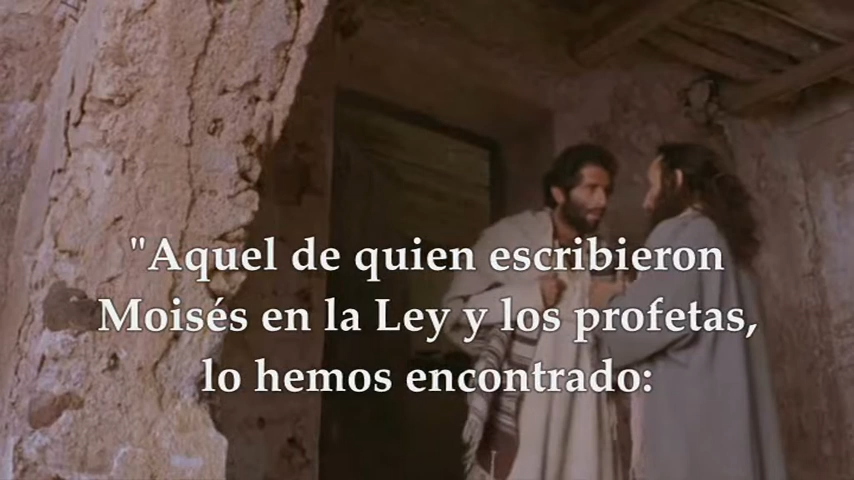 "Aquel de quien escribieron
Moisés en la Ley y los profetas,
lo hemos encontrado: